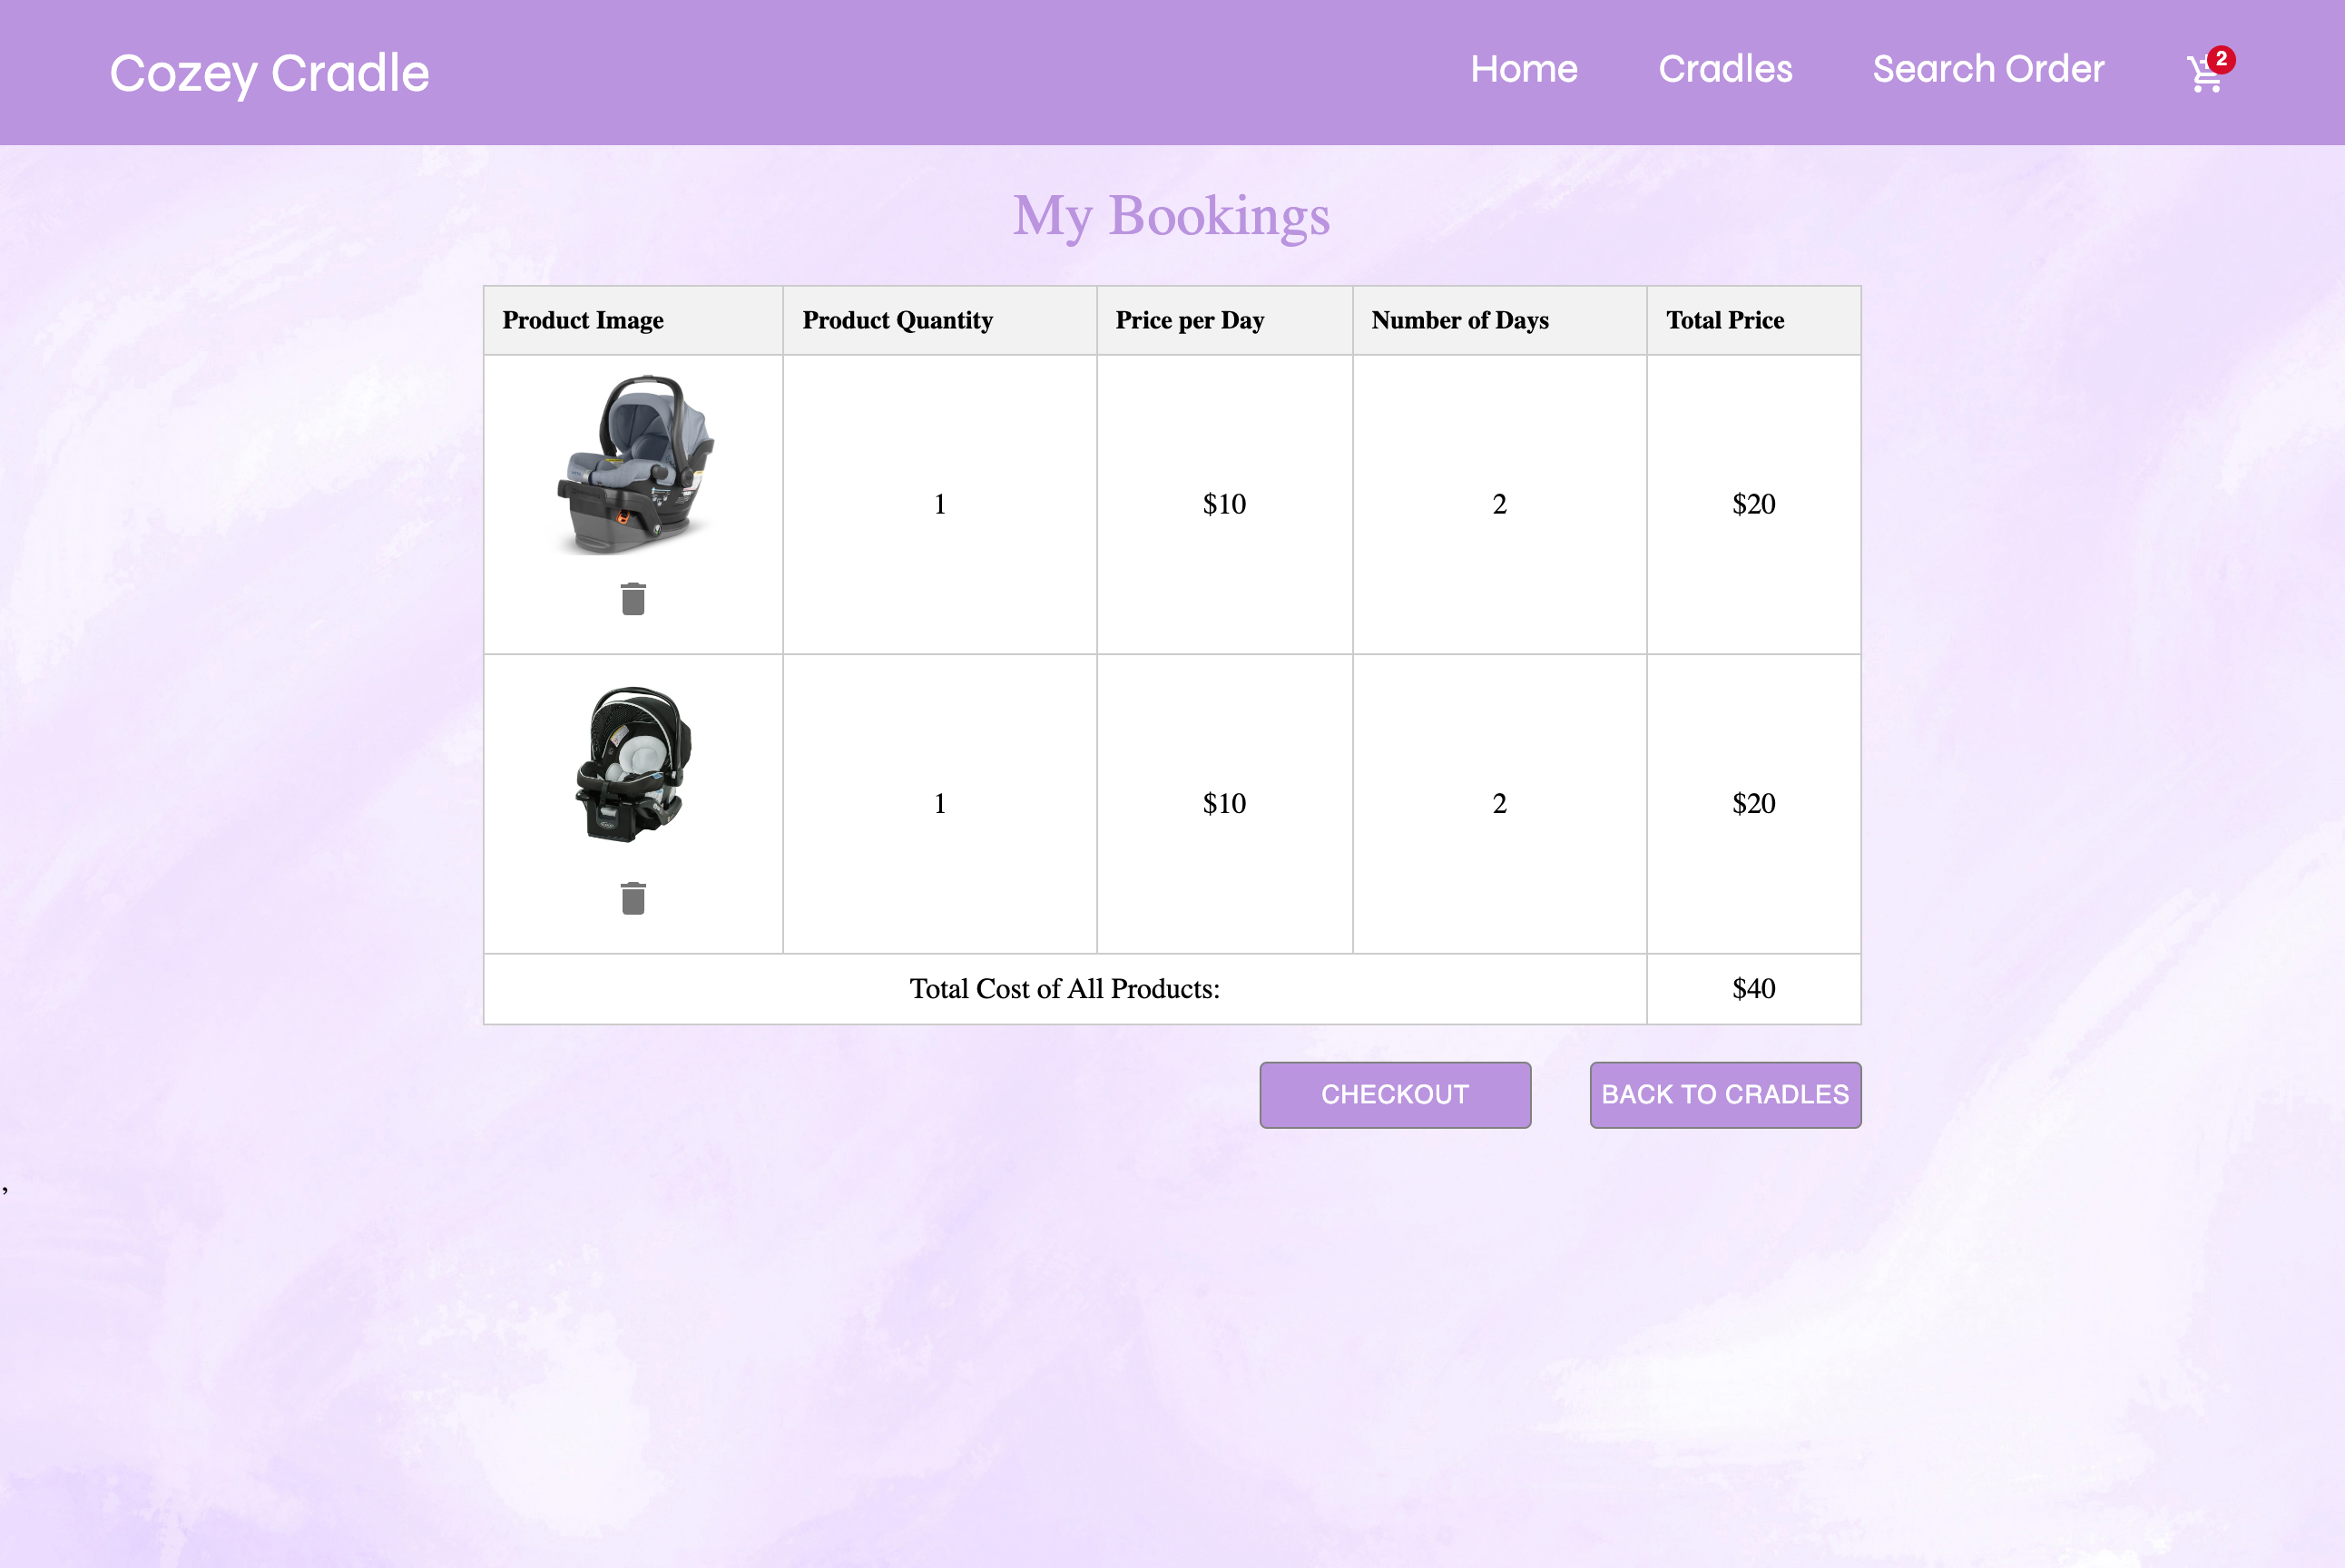 Cozey Cradle Home Cradles Search Order 2
My Bookings
Product Image Product Quantity Price per Day Number of Days Total Price
1 $10 2 $20
1 $10 2 $20
Total Cost of All Products: $40
CHECKOUT BACK TO CRADLES
,